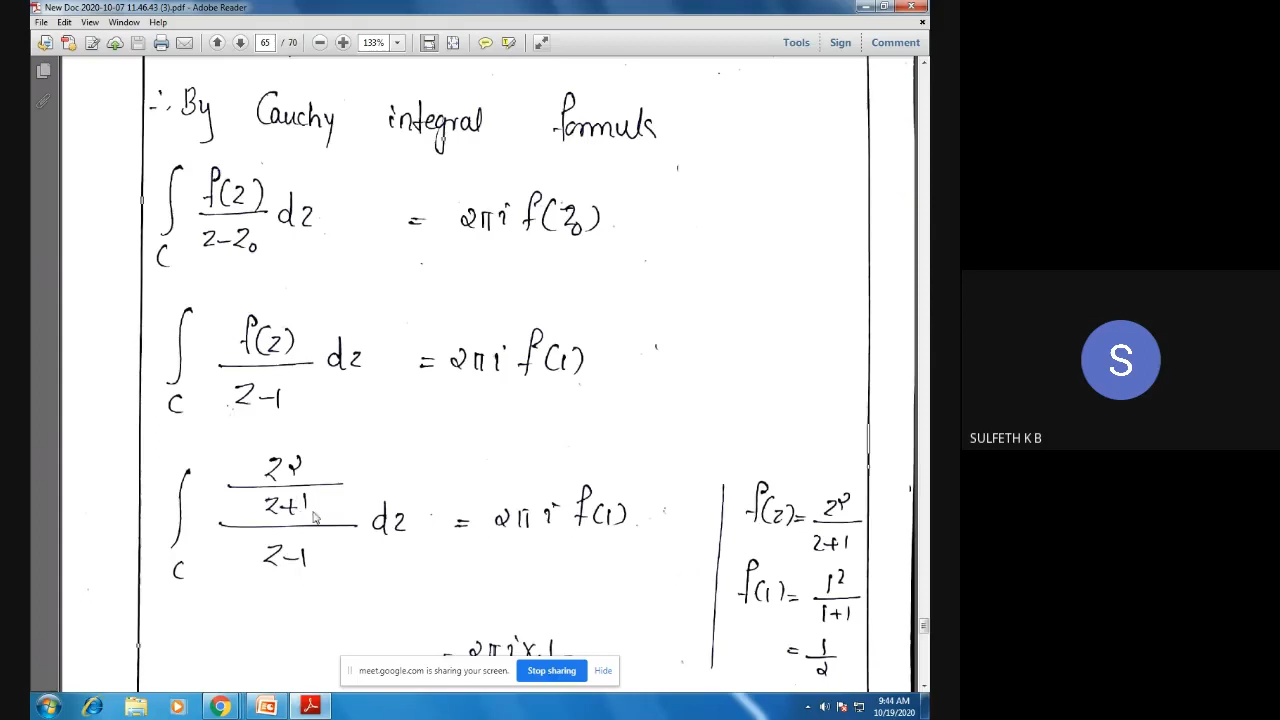 New Doc 2020-10-07 11.46.43 (3).pdf - Adobe Reader
File Edit View Window Help
65 / 70 133% Tools Sign Comment
∴ By Cauchy integral formula
∫_C f(z)/(z-z₀) dz = 2πi f(z₀)
∫_C f(z)/(z-1) dz = 2πi f(1)
∫_C (z²/(z+1))/(z-1) dz = 2πi f(1)
f(z) = z²/(z+1)
f(1) = 1²/(1+1)
= 1/2
= 2πi × 1
meet.google.com is sharing your screen. Stop sharing Hide
S
SULFETH K B
9:44 AM
10/19/2020